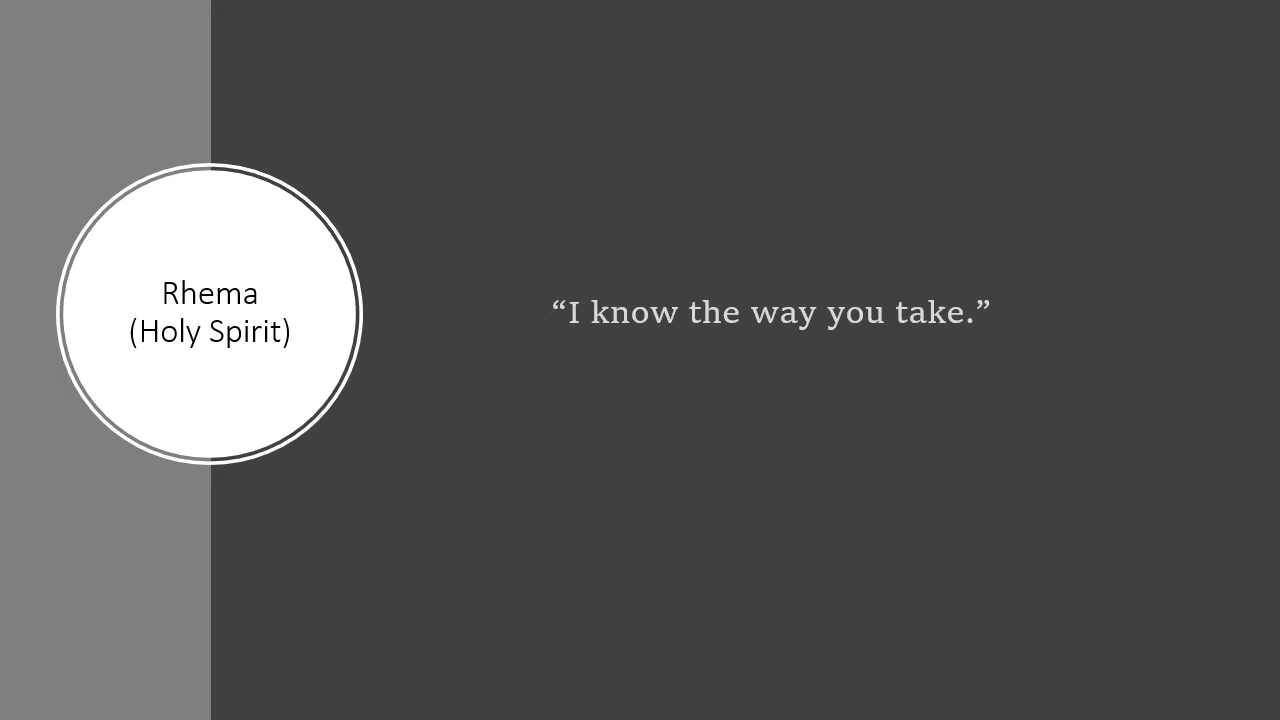 Rhema
(Holy Spirit)
“I know the way you take.”